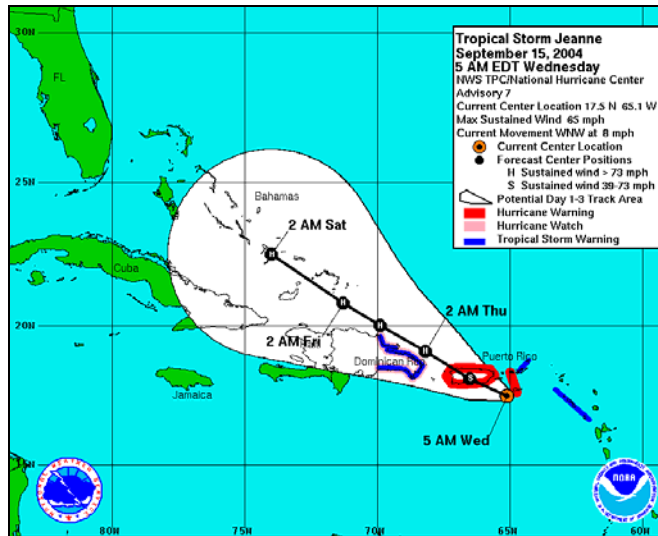 Tropical Storm Jeanne
September 15, 2004
5 AM EDT Wednesday
NWS TPC/National Hurricane Center
Advisory 7
Current Center Location 17.5 N 65.1 W
Max Sustained Wind 65 mph
Current Movement WNW at 8 mph
Current Center Location
Forecast Center Positions
H Sustained wind > 73 mph
S Sustained wind 39-73 mph
Potential Day 1-3 Track Area
Hurricane Warning
Hurricane Watch
Tropical Storm Warning
FL
30N
25N
Bahamas
2 AM Sat
H
Cuba
20N
H
H
2 AM Thu
2 AM Fri
H
Dominican Rep
Puerto Rico
H
Jamaica
5 AM Wed
NOAA
80W
75W
70W
65W
60W